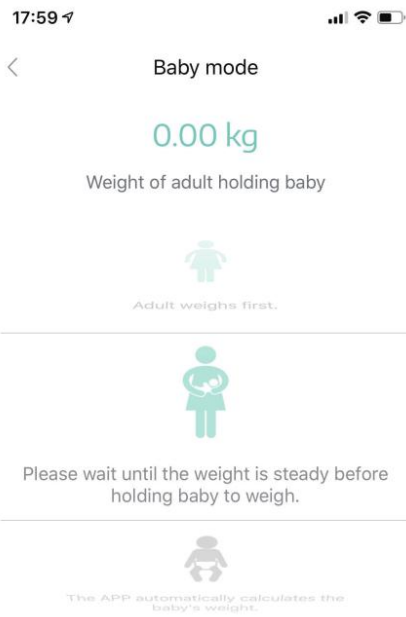 17:59
Baby mode
0.00 kg
Weight of adult holding baby
Adult weighs first.
Please wait until the weight is steady before
holding baby to weigh.
The APP automatically calculates the
baby's weight.